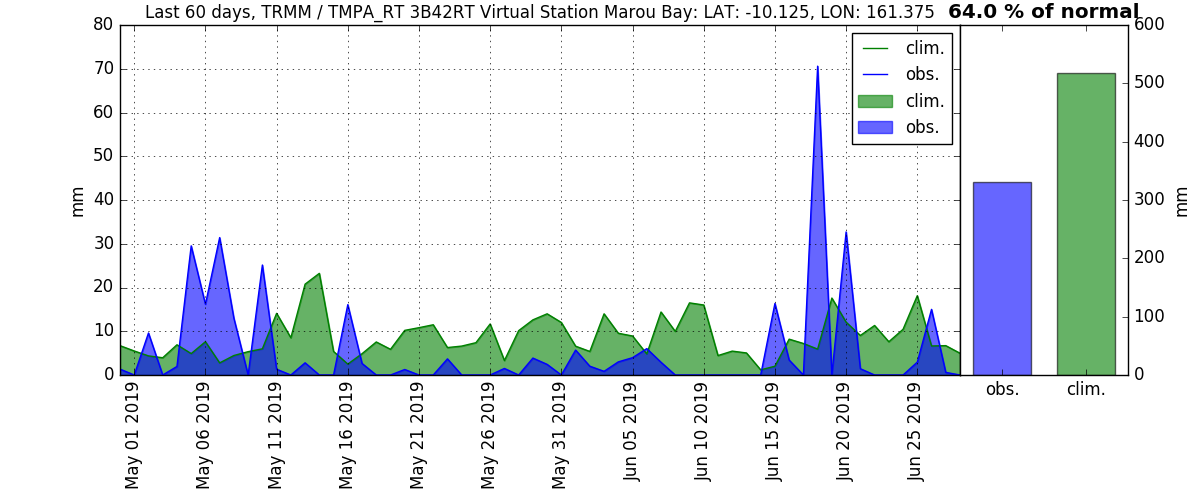 Last 60 days, TRMM / TMPA_RT 3B42RT Virtual Station Marou Bay: LAT: -10.125, LON: 161.375 64.0 % of normal
80
70
60
50
40
30
20
10
0
mm
clim.
obs.
clim.
obs.
May 01 2019
May 06 2019
May 11 2019
May 16 2019
May 21 2019
May 26 2019
May 31 2019
Jun 05 2019
Jun 10 2019
Jun 15 2019
Jun 20 2019
Jun 25 2019
600
500
400
300
200
100
0
mm
obs.
clim.